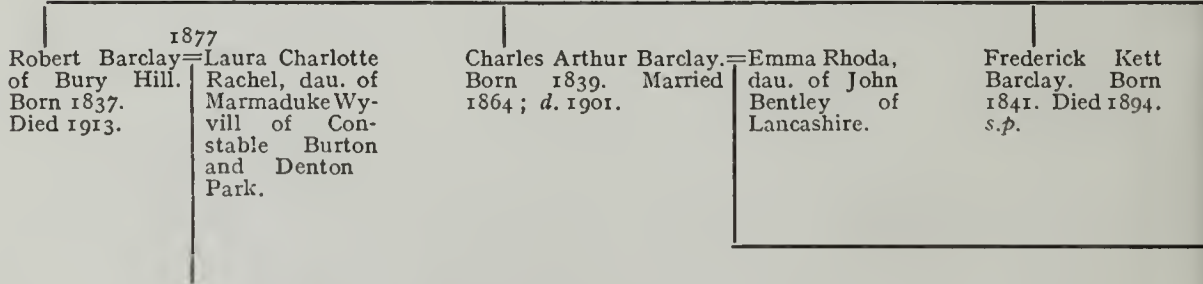 1877
Robert Barclay=Laura Charlotte
of Bury Hill. Rachel, dau. of
Born 1837. Marmaduke Wy-
Died 1913. vill of Con-
stable Burton
and Denton
Park.
Charles Arthur Barclay.=Emma Rhoda,
Born 1839. Married dau. of John
1864 ; d. 1901. Bentley of
Lancashire.
Frederick Kett
Barclay. Born
1841. Died 1894.
s.p.